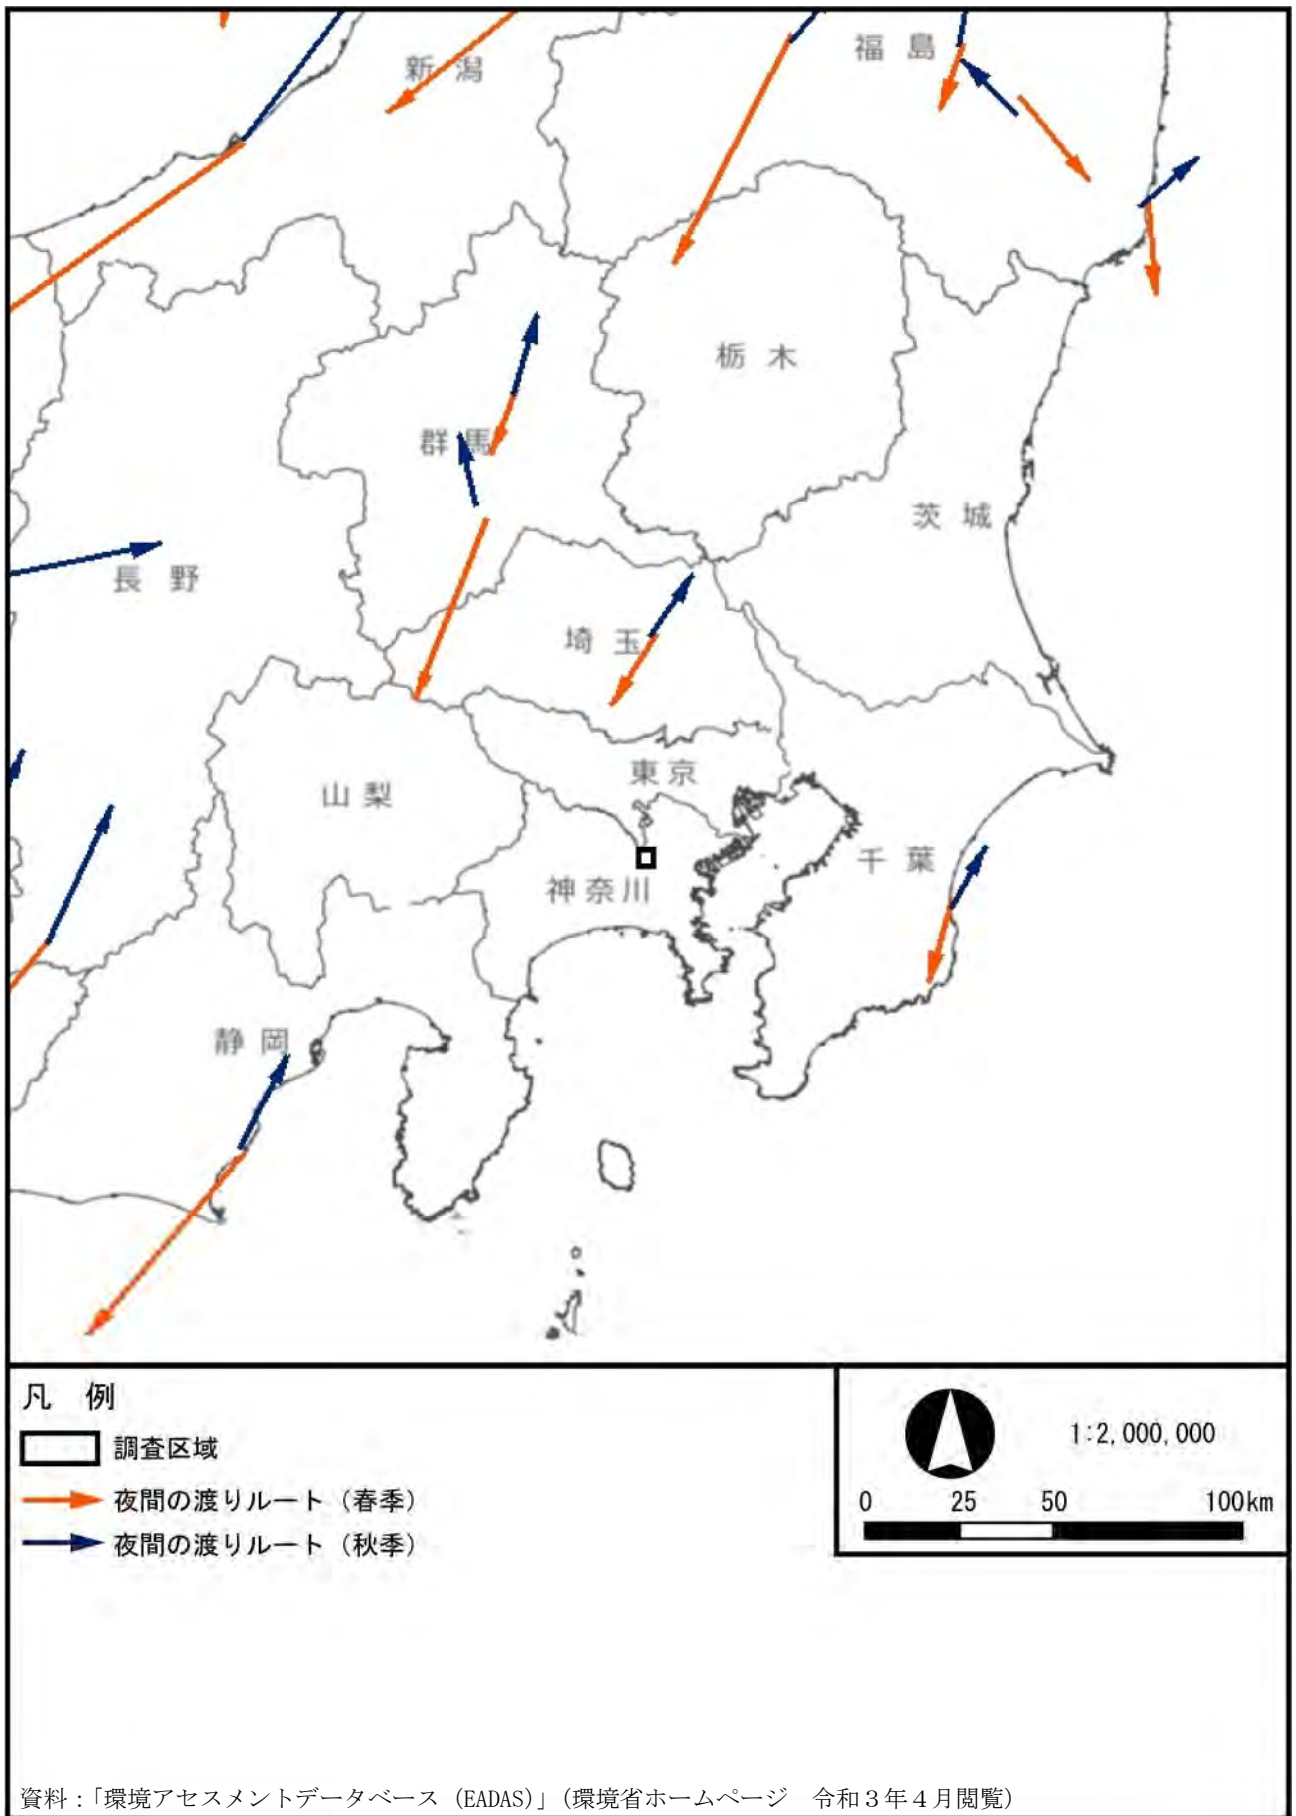 福島
新潟
栃木
群馬
茨城
長野
埼玉
東京
山梨
千葉
神奈川
静岡
凡 例
調査区域
夜間の渡りルート（春季）
夜間の渡りルート（秋季）
1:2,000,000
0 25 50 100km
資料：「環境アセスメントデータベース（EADAS）」（環境省ホームページ 令和３年４月閲覧）